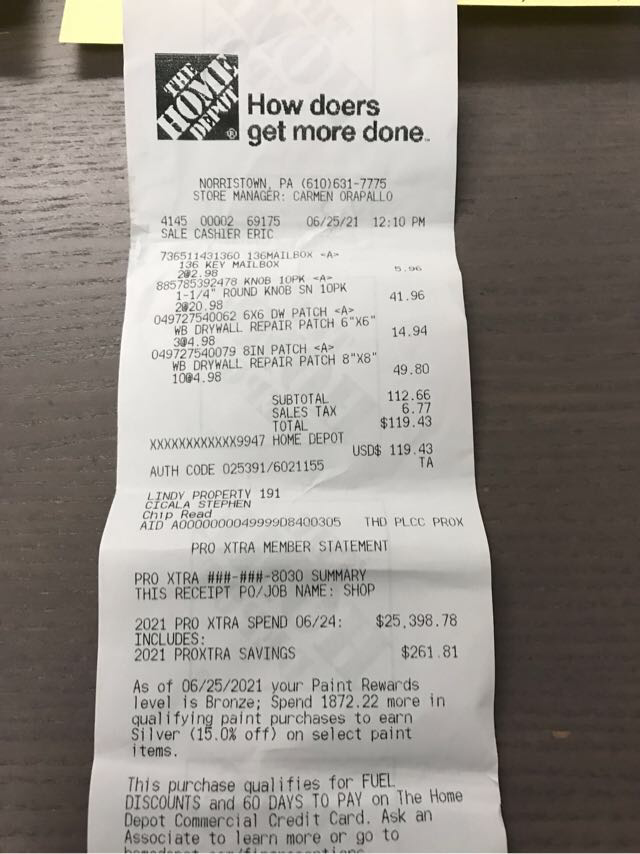 THE
HOME
DEPOT
®
How doers
get more done™
NORRISTOWN, PA (610)631-7775
STORE MANAGER: CARMEN ORAPALLO
4145 00002 69175 06/25/21 12:10 PM
SALE CASHIER ERIC
736511431360 136MAILBOX <A>
136 KEY MAILBOX
2@2.98 5.96
885785392478 KNOB 10PK <A>
1-1/4" ROUND KNOB SN 10PK
2@20.98 41.96
049727540062 6X6 DW PATCH <A>
WB DRYWALL REPAIR PATCH 6"X6"
3@4.98 14.94
049727540079 8IN PATCH <A>
WB DRYWALL REPAIR PATCH 8"X8"
10@4.98 49.80
SUBTOTAL 112.66
SALES TAX 6.77
TOTAL $119.43
XXXXXXXXXXXX9947 HOME DEPOT
USD$ 119.43
AUTH CODE 025391/6021155 TA
LINDY PROPERTY 191
CICALA STEPHEN
Chip Read
AID A0000000049999D8400305 THD PLCC PROX
PRO XTRA MEMBER STATEMENT
PRO XTRA ###-###-8030 SUMMARY
THIS RECEIPT PO/JOB NAME: SHOP
2021 PRO XTRA SPEND 06/24: $25,398.78
INCLUDES:
2021 PROXTRA SAVINGS $261.81
As of 06/25/2021 your Paint Rewards
level is Bronze; Spend 1872.22 more in
qualifying paint purchases to earn
Silver (15.0% off) on select paint
items.
This purchase qualifies for FUEL
DISCOUNTS and 60 DAYS TO PAY on The Home
Depot Commercial Credit Card. Ask an
Associate to learn more or go to